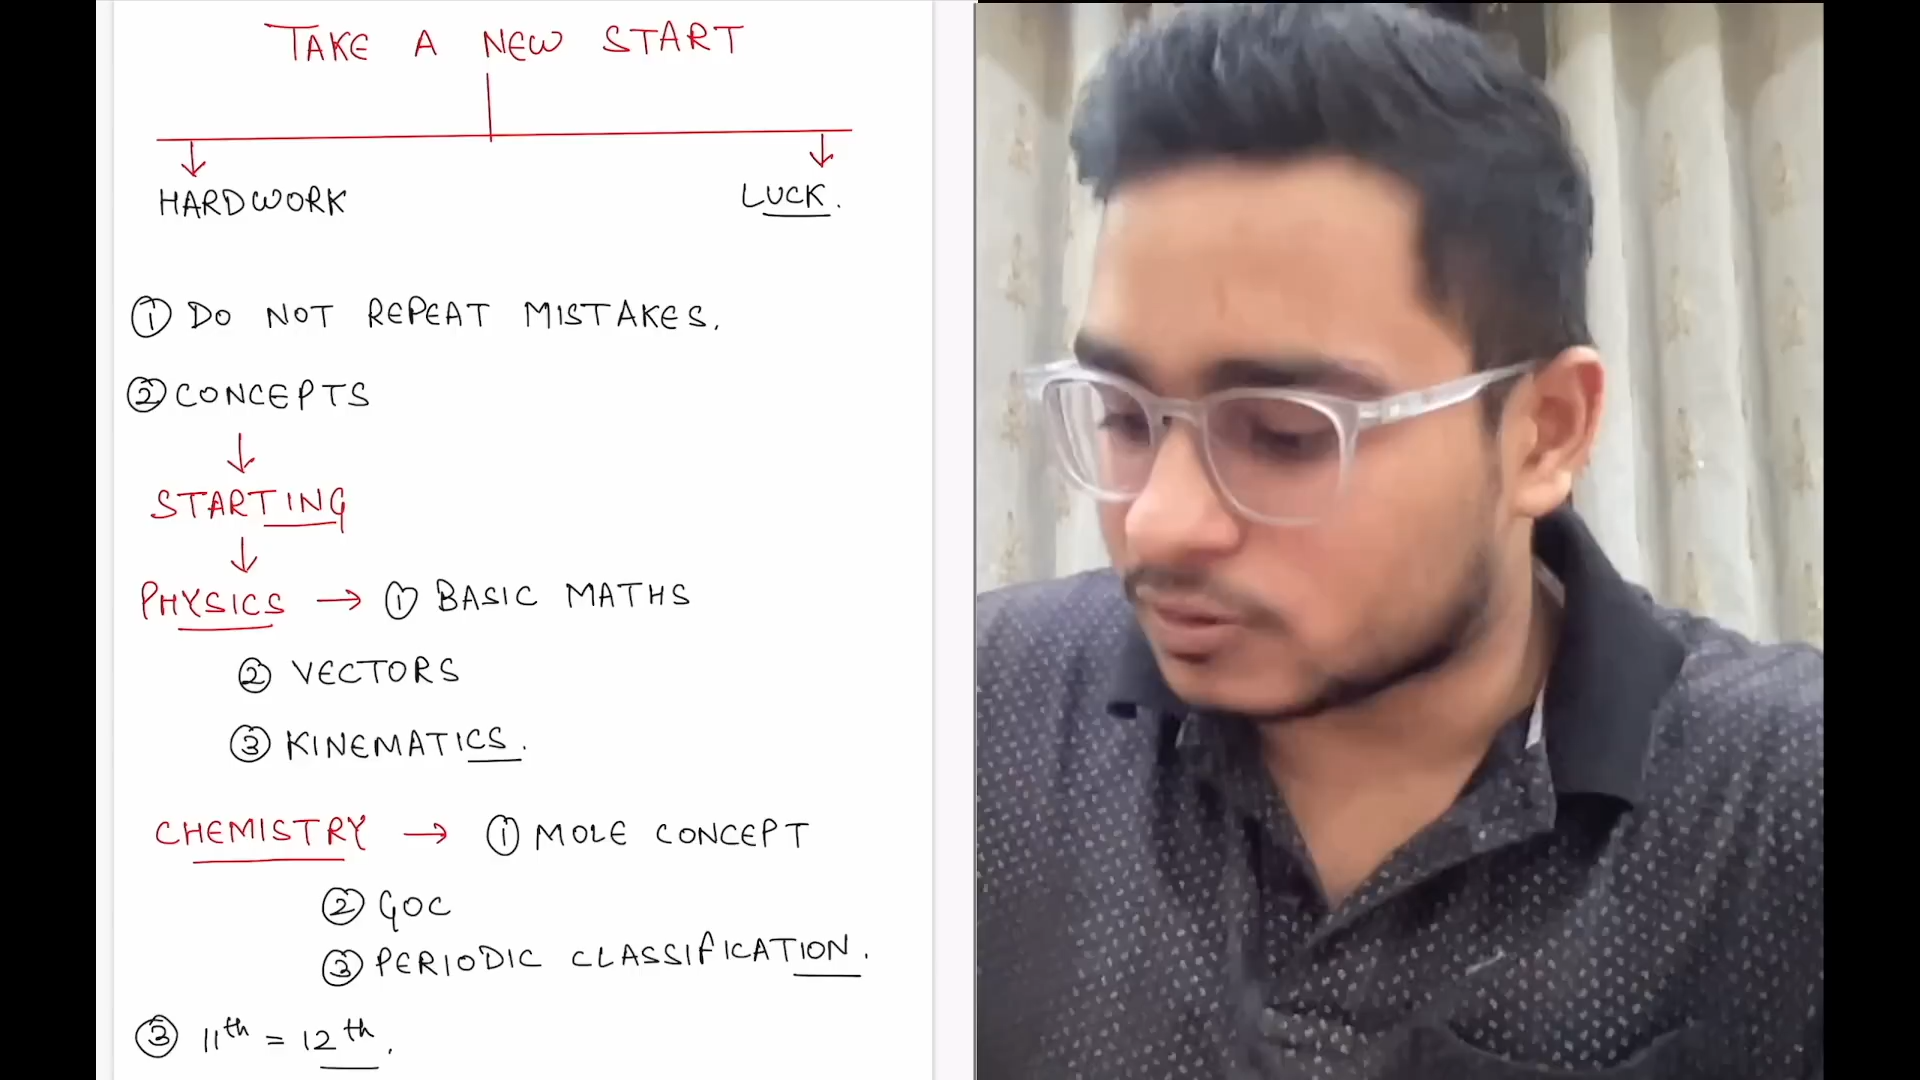 TAKE A NEW START
HARDWORK
LUCK.
① DO NOT REPEAT MISTAKES.
② CONCEPTS
STARTING
PHYSICS → ① BASIC MATHS
② VECTORS
③ KINEMATICS.
CHEMISTRY → ① MOLE CONCEPT
② GOC
③ PERIODIC CLASSIFICATION.
③ 11th = 12th.